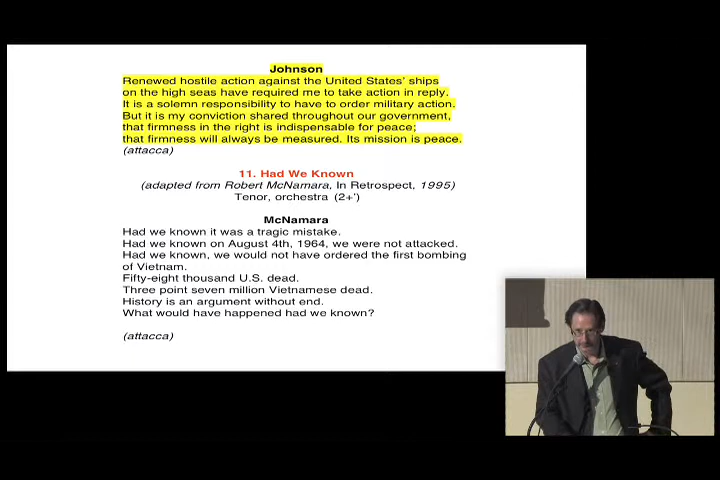 Johnson
Renewed hostile action against the United States' ships
on the high seas have required me to take action in reply.
It is a solemn responsibility to have to order military action.
But it is my conviction shared throughout our government,
that firmness in the right is indispensable for peace;
that firmness will always be measured. Its mission is peace.
(attacca)
11. Had We Known
(adapted from Robert McNamara, In Retrospect, 1995)
Tenor, orchestra (2+')
McNamara
Had we known it was a tragic mistake.
Had we known on August 4th, 1964, we were not attacked.
Had we known, we would not have ordered the first bombing
of Vietnam.
Fifty-eight thousand U.S. dead.
Three point seven million Vietnamese dead.
History is an argument without end.
What would have happened had we known?
(attacca)